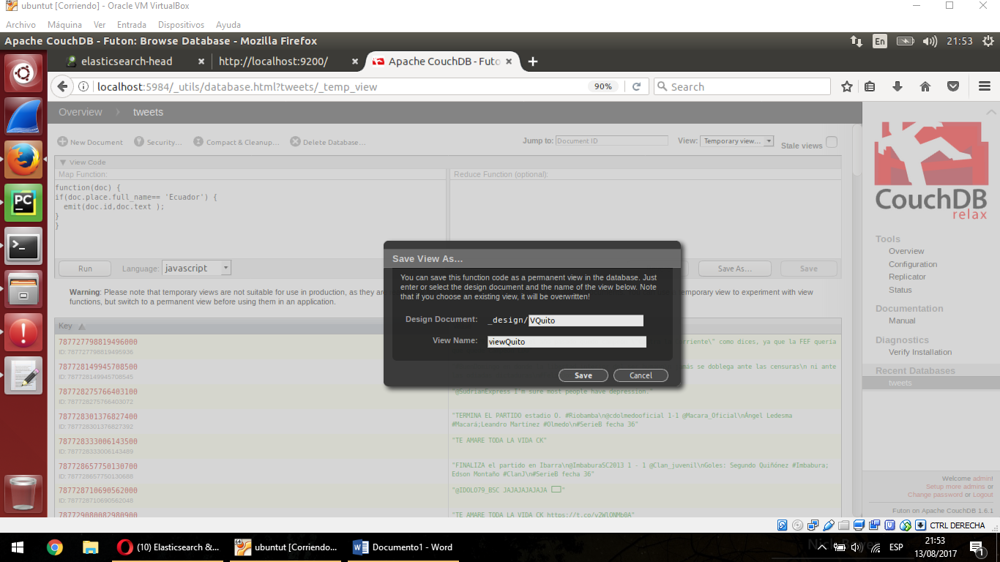 ubuntut [Corriendo] - Oracle VM VirtualBox
Archivo Máquina Ver Entrada Dispositivos Ayuda
Apache CouchDB - Futon: Browse Database - Mozilla Firefox En 21:53
elasticsearch-head http://localhost:9200/ Apache CouchDB - Futo
localhost:5984/_utils/database.html?tweets/_temp_view 90% Search
Overview tweets
New Document Security... Compact & Cleanup... Delete Database... Jump to: Document ID View: Temporary view... Stale views
View Code
Map Function: Reduce Function (optional):
function(doc) {
if(doc.place.full_name== 'Ecuador') {
emit(doc.id,doc.text );
}
}
Run Language: javascript Save As... Save
Warning: Please note that temporary views are not suitable for use in production, as they are temporary view to experiment with view
functions, but switch to a permanent view before using them in an application.
Save View As...
You can save this function code as a permanent view in the database. Just
enter or select the design document and the name of the view below. Note
that if you choose an existing view, it will be overwritten!
Design Document: _design/VQuito
View Name: viewQuito
Save Cancel
Key
787727798819496000 \" como dices, ya que la FEF quería
ID: 787727798819495936
787728149945708500 más se doblega ante las censuras\n ni ante
ID: 787728149945708545
787728275766403100 "@SudrianExpress I'm sure most people have depression."
ID: 787728275766403072
787728301376827400 "TERMINA EL PARTIDO estadio O. #Riobamba\n@cdolmedooficial 1-1 @Macara_Oficial\nÁngel Ledesma
ID: 787728301376827392 #Macará;Leandro Martínez #Olmedo\n#SerieB fecha 36"
787728333006143500 "TE AMARE TODA LA VIDA CK"
ID: 787728333006143489
787728657750130700 "FINALIZA el partido en Ibarra\n@ImbaburaSC2013 1 - 1 @Clan_juvenil\nGoles: Segundo Quiñónez #Imbabura;
ID: 787728657750130688 Edson Montaño #ClanJ\n#SerieB fecha 36"
787728710690562000 "@IDOLO79_BSC JAJAJAJAJAJA "
ID: 787728710690562048
787729080082980900 "TE AMARE TODA LA VIDA CK https://t.co/v2WlQNMb0A"
CouchDB
relax
Tools
Overview
Configuration
Replicator
Status
Documentation
Manual
Diagnostics
Verify Installation
Recent Databases
tweets
Welcome admin!
Setup more admins or
Change password or Logout
Futon on Apache CouchDB 1.6.1
CTRL DERECHA
(10) Elasticsearch &... ubuntut [Corriendo... Documento1 - Word ESP 21:53
13/08/2017 1